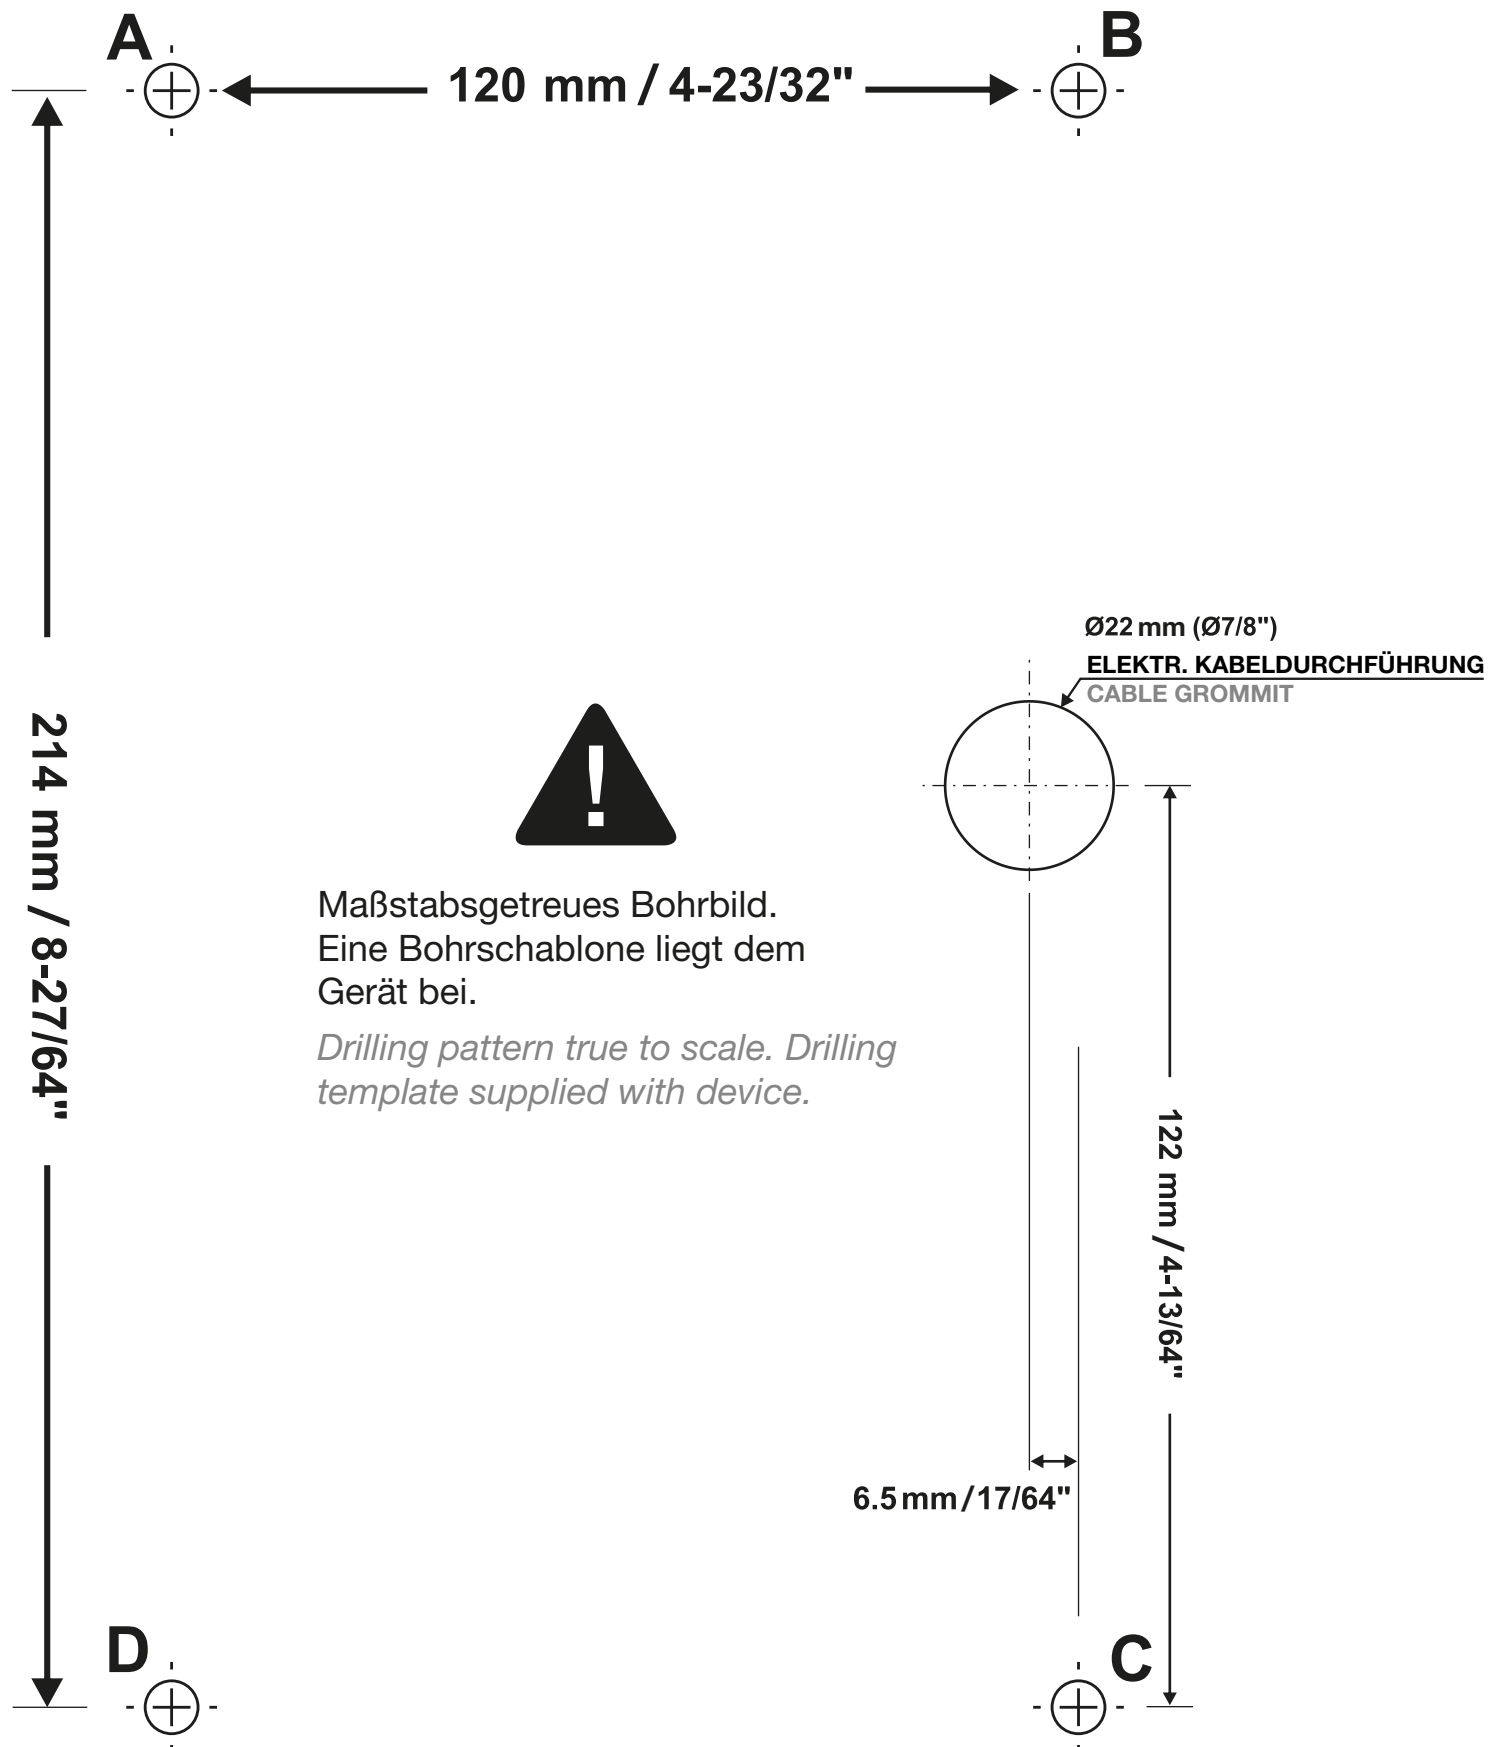 A
B
120 mm / 4-23/32"
Ø22 mm (Ø7/8")
ELEKTR. KABELDURCHFÜHRUNG
CABLE GROMMIT
214 mm / 8-27/64"
!
Maßstabsgetreues Bohrbild.
Eine Bohrschablone liegt dem
Gerät bei.
Drilling pattern true to scale. Drilling
template supplied with device.
122 mm / 4-13/64"
6.5 mm / 17/64"
D
C